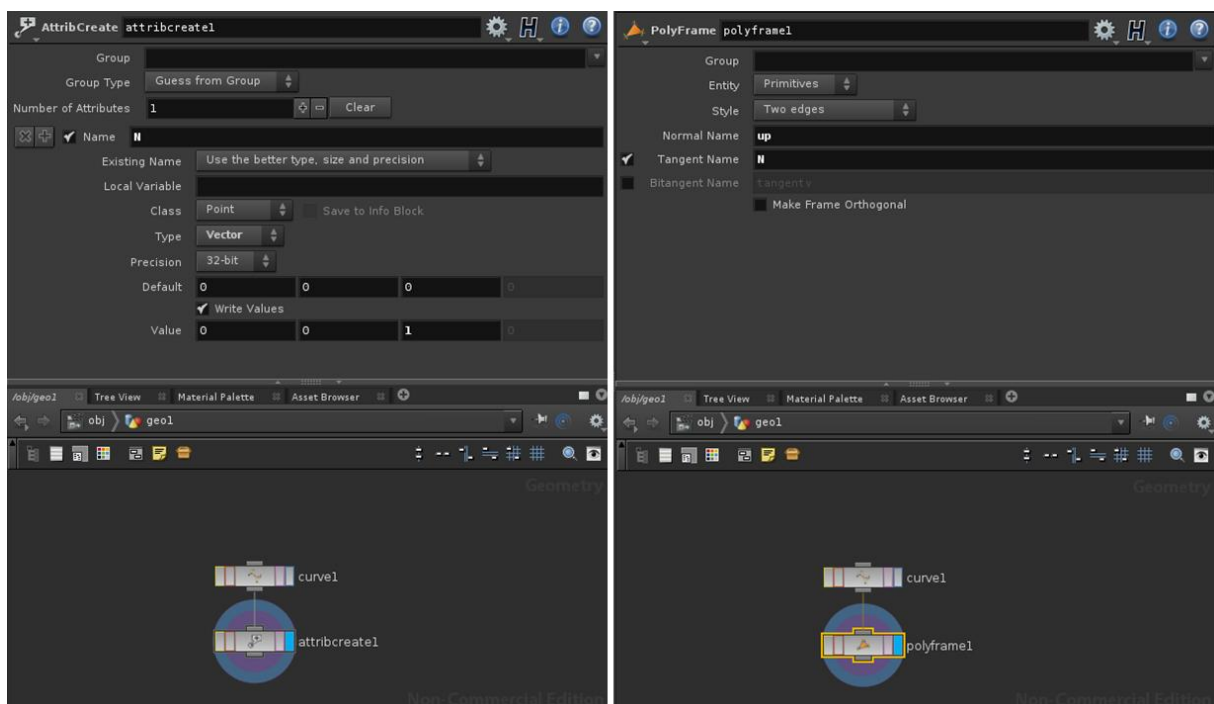 AttribCreate attribcreate1
Group
Group Type Guess from Group
Number of Attributes 1 Clear
Name N
Existing Name Use the better type, size and precision
Local Variable
Class Point Save to Info Block
Type Vector
Precision 32-bit
Default 0 0 0 0
Write Values
Value 0 0 1 0
/obj/geo1 Tree View Material Palette Asset Browser
obj geo1
Geometry
curve1
attribcreate1
Non-Commercial Edition
PolyFrame polyframe1
Group
Entity Primitives
Style Two edges
Normal Name up
Tangent Name N
Bitangent Name tangentv
Make Frame Orthogonal
/obj/geo1 Tree View Material Palette Asset Browser
obj geo1
Geometry
curve1
polyframe1
Non-Commercial Edition